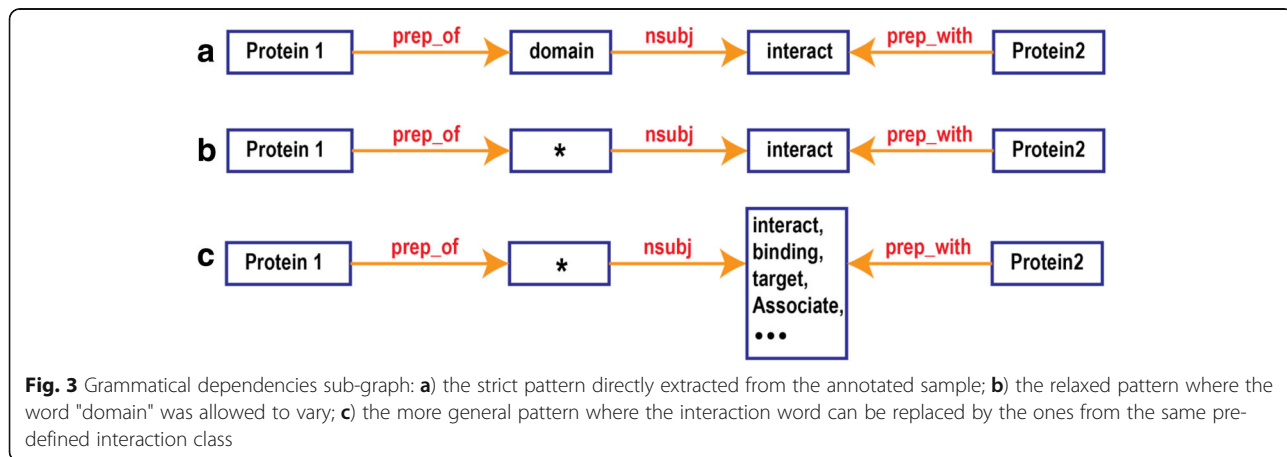 a Protein 1 prep_of domain nsubj interact prep_with Protein2
b Protein 1 prep_of * nsubj interact prep_with Protein2
c Protein 1 prep_of * nsubj interact, prep_with Protein2
binding,
target,
Associate,
•••
Fig. 3 Grammatical dependencies sub-graph: a) the strict pattern directly extracted from the annotated sample; b) the relaxed pattern where the
word "domain" was allowed to vary; c) the more general pattern where the interaction word can be replaced by the ones from the same pre-
defined interaction class